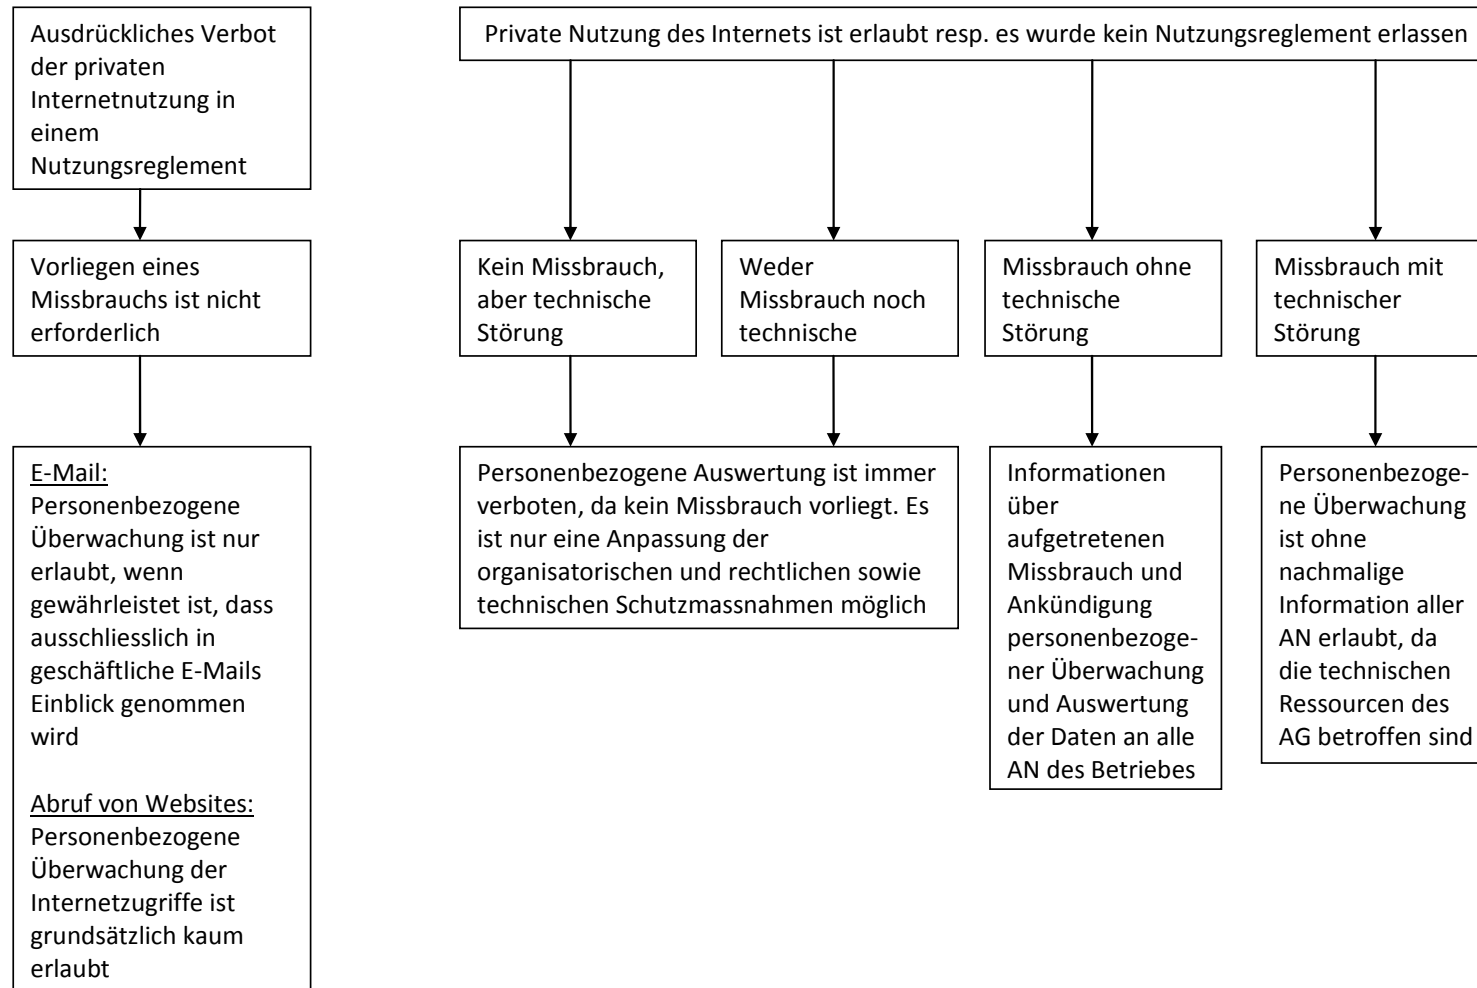 Ausdrückliches Verbot
der privaten
Internetnutzung in
einem
Nutzungsreglement
Private Nutzung des Internets ist erlaubt resp. es wurde kein Nutzungsreglement erlassen
Vorliegen eines
Missbrauchs ist nicht
erforderlich
Kein Missbrauch,
aber technische
Störung
Weder
Missbrauch noch
technische
Missbrauch ohne
technische
Störung
Missbrauch mit
technischer
Störung
E-Mail:
Personenbezogene
Überwachung ist nur
erlaubt, wenn
gewährleistet ist, dass
ausschliesslich in
geschäftliche E-Mails
Einblick genommen
wird
Abruf von Websites:
Personenbezogene
Überwachung der
Internetzugriffe ist
grundsätzlich kaum
erlaubt
Personenbezogene Auswertung ist immer
verboten, da kein Missbrauch vorliegt. Es
ist nur eine Anpassung der
organisatorischen und rechtlichen sowie
technischen Schutzmassnahmen möglich
Informationen
über
aufgetretenen
Missbrauch und
Ankündigung
personenbezoge-
ner Überwachung
und Auswertung
der Daten an alle
AN des Betriebes
Personenbezoge-
ne Überwachung
ist ohne
nachmalige
Information aller
AN erlaubt, da
die technischen
Ressourcen des
AG betroffen sind